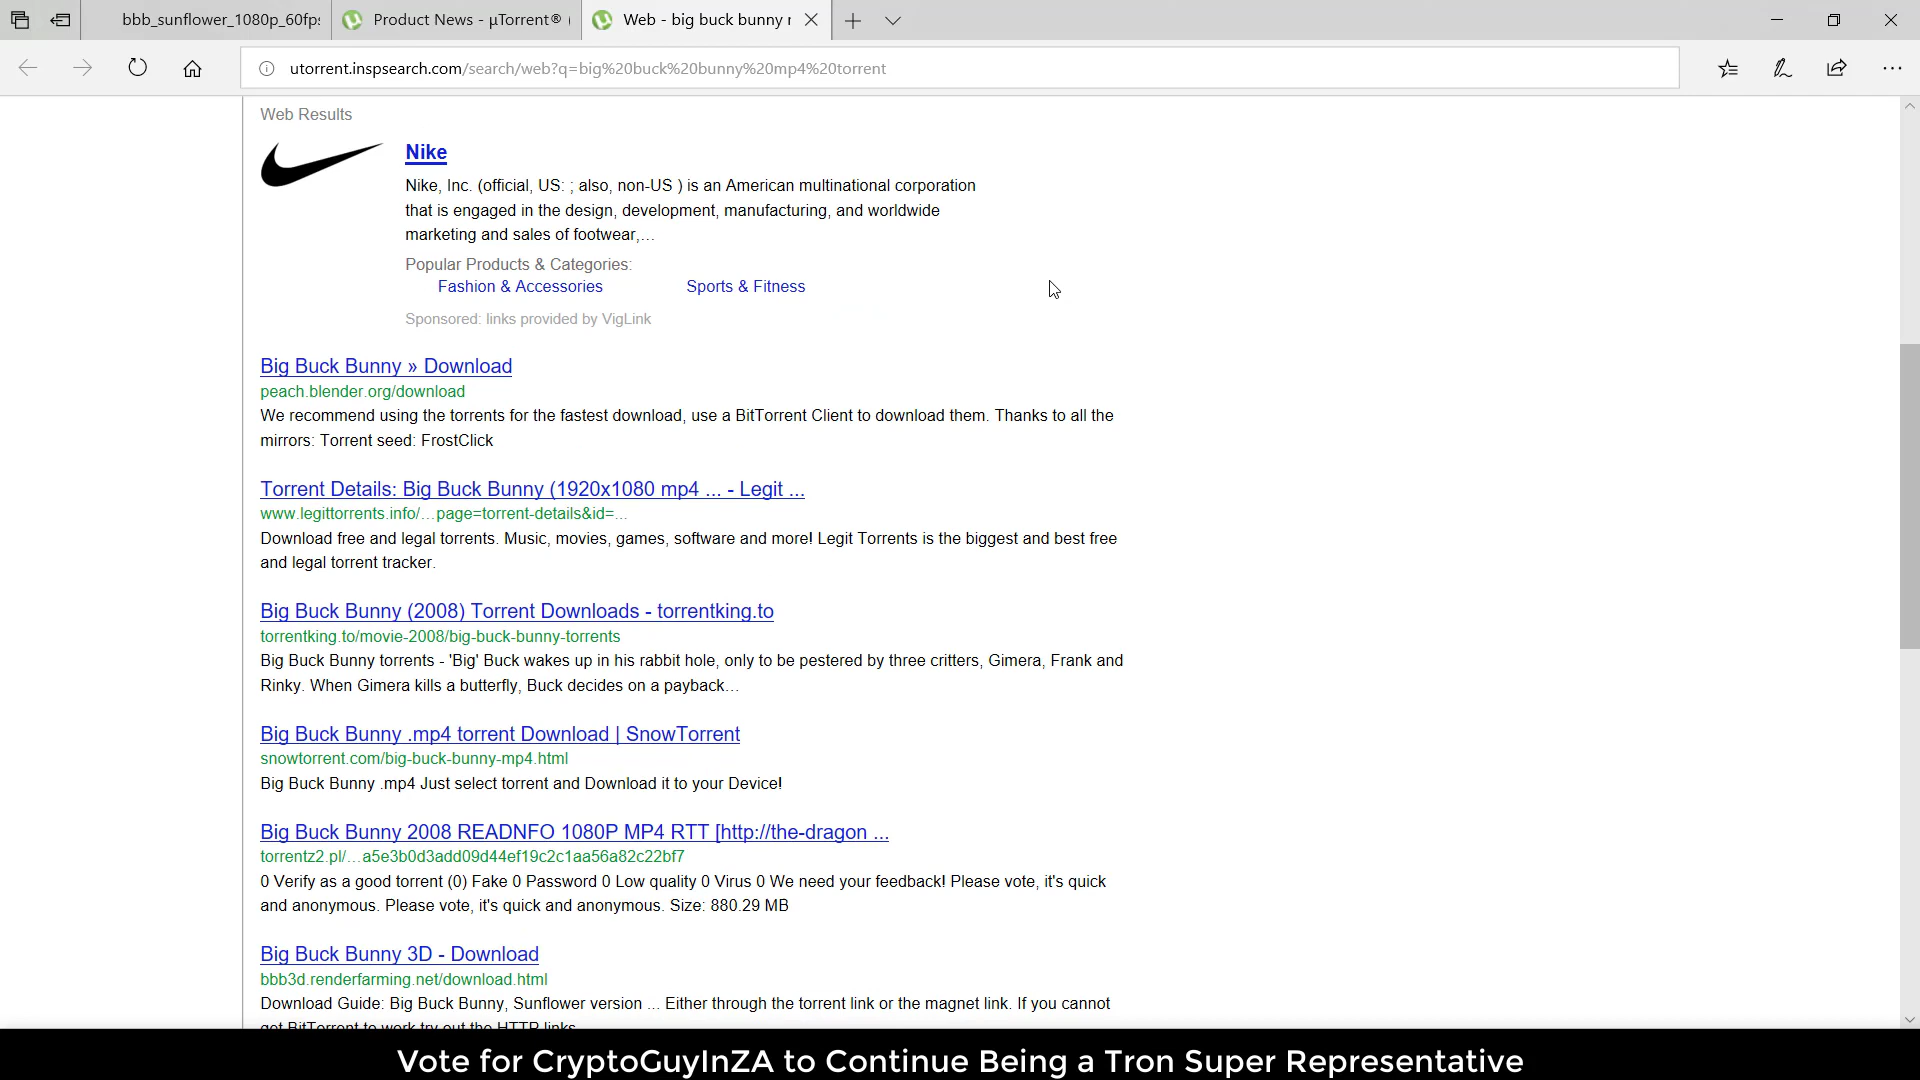 bbb_sunflower_1080p_60fps
Product News - µTorrent® (
Web - big buck bunny r
utorrent.inspsearch.com/search/web?q=big%20buck%20bunny%20mp4%20torrent
Web Results
Nike
Nike, Inc. (official, US: ; also, non-US ) is an American multinational corporation
that is engaged in the design, development, manufacturing, and worldwide
marketing and sales of footwear,...
Popular Products & Categories:
Fashion & Accessories
Sports & Fitness
Sponsored: links provided by VigLink
Big Buck Bunny » Download
peach.blender.org/download
We recommend using the torrents for the fastest download, use a BitTorrent Client to download them. Thanks to all the
mirrors: Torrent seed: FrostClick
Torrent Details: Big Buck Bunny (1920x1080 mp4 ... - Legit ...
www.legittorrents.info/...page=torrent-details&id=...
Download free and legal torrents. Music, movies, games, software and more! Legit Torrents is the biggest and best free
and legal torrent tracker.
Big Buck Bunny (2008) Torrent Downloads - torrentking.to
torrentking.to/movie-2008/big-buck-bunny-torrents
Big Buck Bunny torrents - 'Big' Buck wakes up in his rabbit hole, only to be pestered by three critters, Gimera, Frank and
Rinky. When Gimera kills a butterfly, Buck decides on a payback...
Big Buck Bunny .mp4 torrent Download | SnowTorrent
snowtorrent.com/big-buck-bunny-mp4.html
Big Buck Bunny .mp4 Just select torrent and Download it to your Device!
Big Buck Bunny 2008 READNFO 1080P MP4 RTT [http://the-dragon ...
torrentz2.pl/...a5e3b0d3add09d44ef19c2c1aa56a82c22bf7
0 Verify as a good torrent (0) Fake 0 Password 0 Low quality 0 Virus 0 We need your feedback! Please vote, it's quick
and anonymous. Please vote, it's quick and anonymous. Size: 880.29 MB
Big Buck Bunny 3D - Download
bbb3d.renderfarming.net/download.html
Download Guide: Big Buck Bunny, Sunflower version ... Either through the torrent link or the magnet link. If you cannot
get BitTorrent to work try out the HTTP links
Vote for CryptoGuyInZA to Continue Being a Tron Super Representative